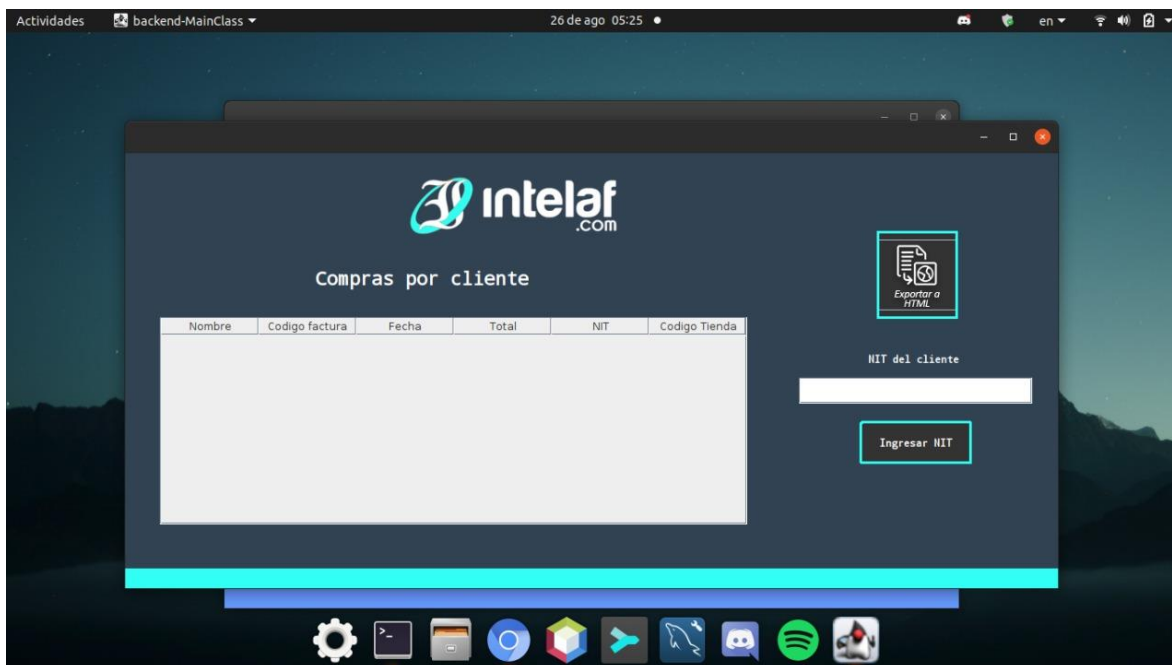 Actividades backend-MainClass 26 de ago 05:25 en
intelaf
.com
Compras por cliente
Exportar a
HTML
Nombre Codigo factura Fecha Total NIT Codigo Tienda
NIT del cliente
Ingresar NIT